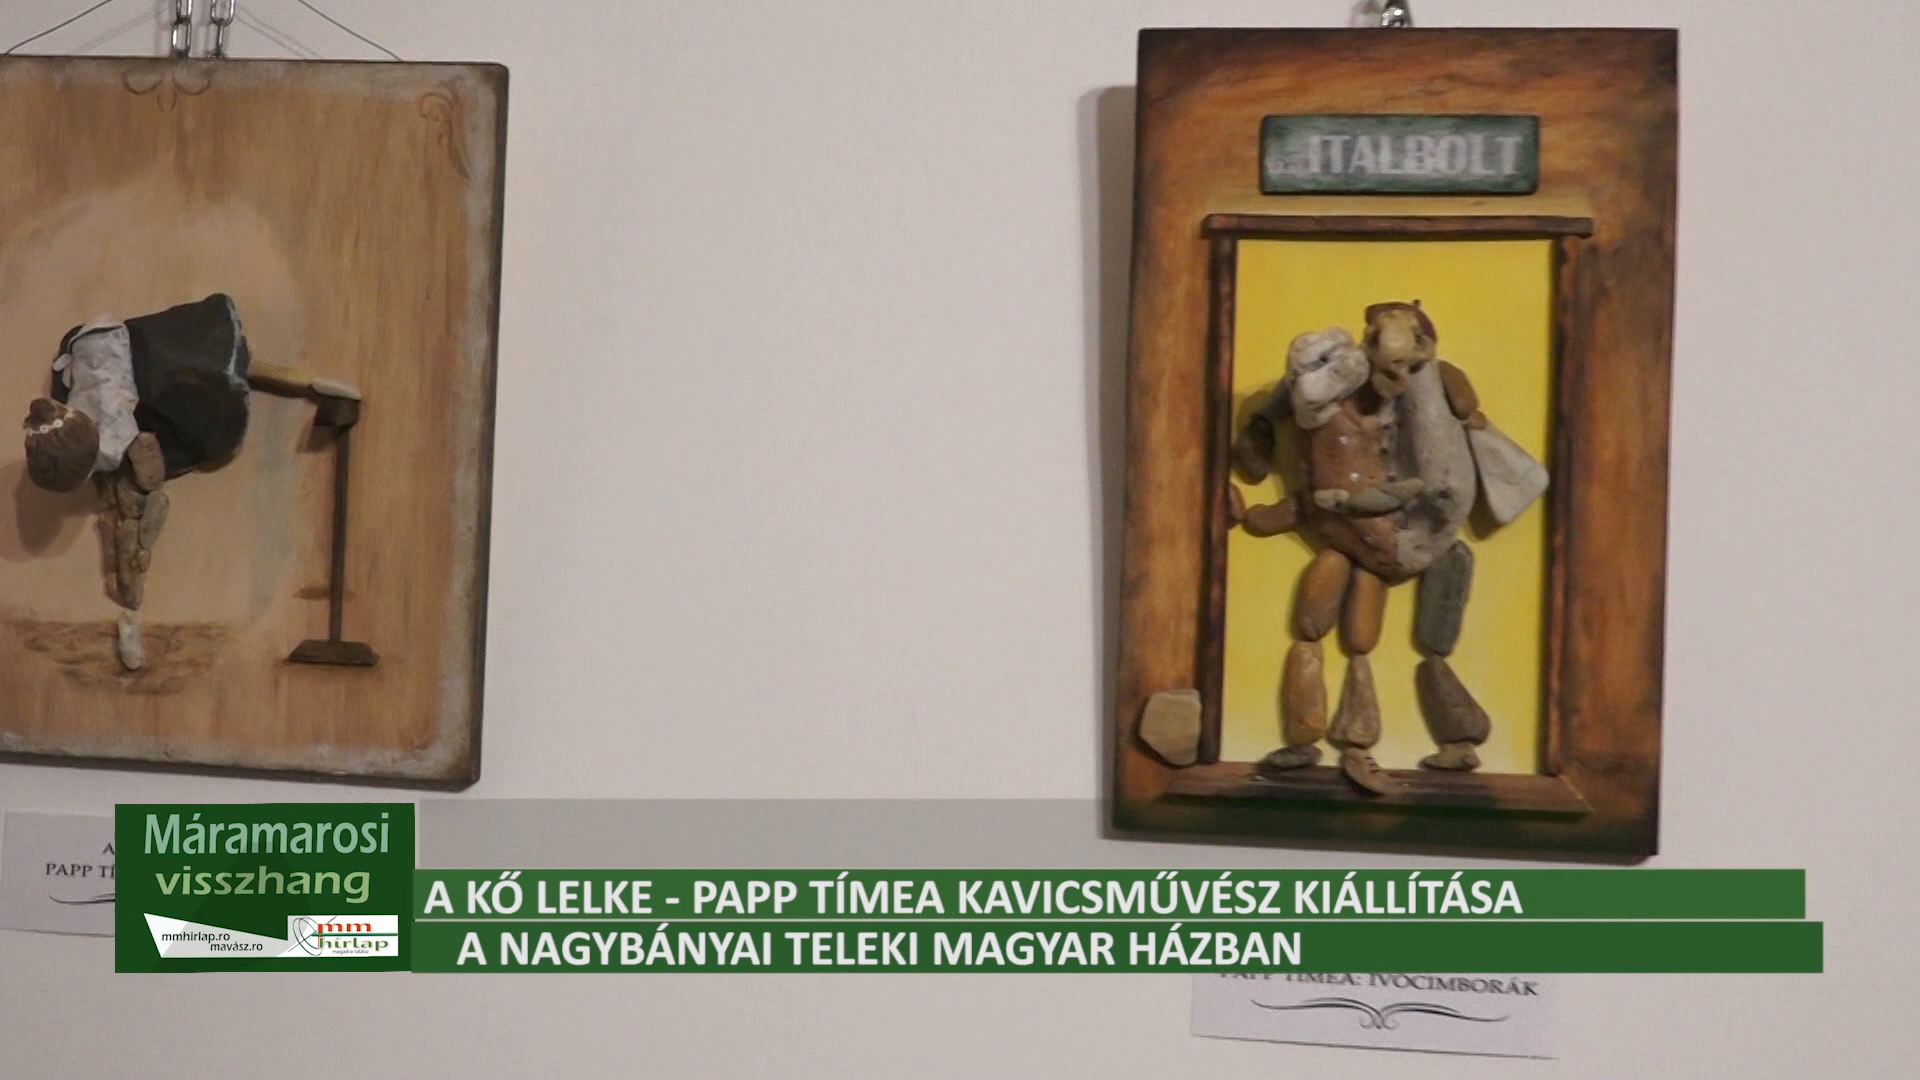 ITALBOLT
PAPP
Máramarosi
visszhang
mmhirlap.ro
mavász.ro
mm
hírlap
A KŐ LELKE - PAPP TÍMEA KAVICSMŰVÉSZ KIÁLLÍTÁSA
A NAGYBÁNYAI TELEKI MAGYAR HÁZBAN
PAPP TÍMEA: IVÓCIMBORÁK